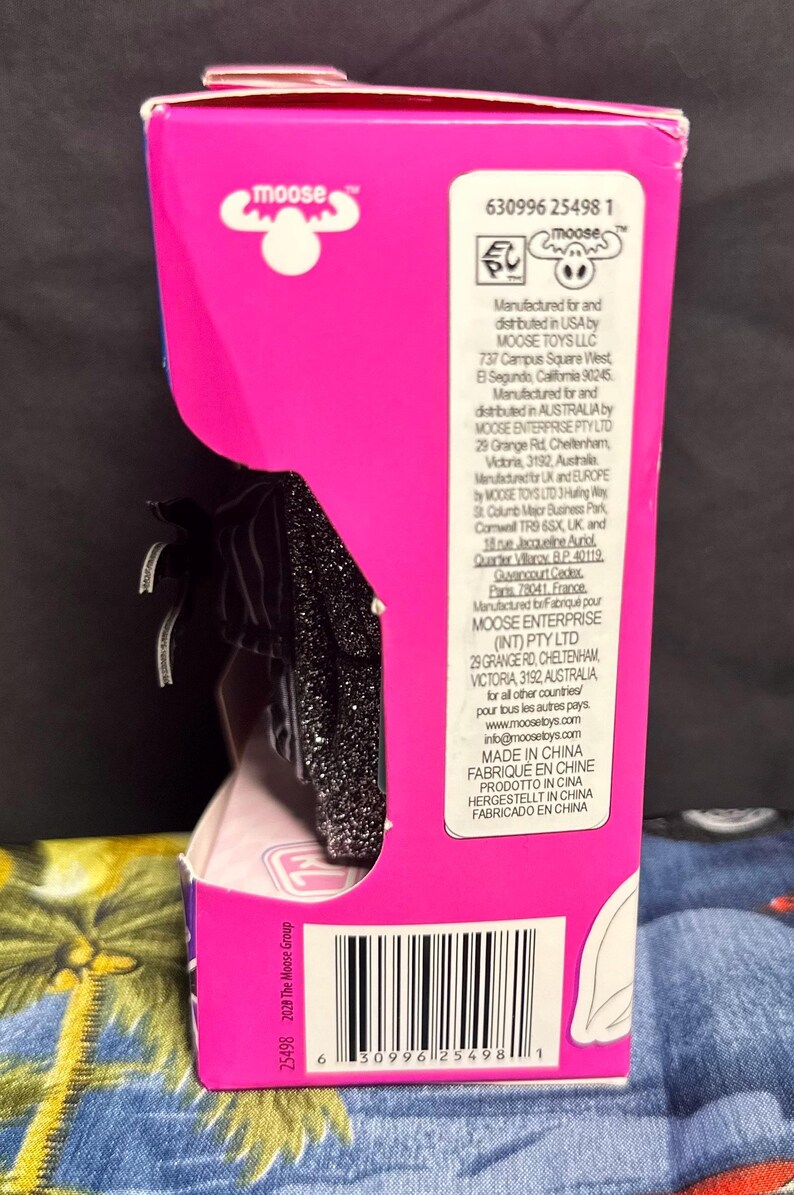 moose™
630996 25498 1
EPL™
moose™
Manufactured for and
distributed in USA by
MOOSE TOYS LLC
737 Campus Square West,
El Segundo, California 90245.
Manufactured for and
distributed in AUSTRALIA by
MOOSE ENTERPRISE PTY LTD
29 Grange Rd, Cheltenham,
Victoria, 3192, Australia.
Manufactured for UK and EUROPE
by MOOSE TOYS LTD 3 Hurling Way,
St. Columb Major Business Park,
Cornwall TR9 6SX, UK. and
18 rue Jacqueline Auriol,
Quartier Villaroy, B.P. 40119,
Guyancourt Cedex,
Paris, 78041, France.
Manufactured for/Fabriqué pour
MOOSE ENTERPRISE
(INT) PTY LTD
29 GRANGE RD, CHELTENHAM,
VICTORIA, 3192, AUSTRALIA,
for all other countries/
pour tous les autres pays.
www.moosetoys.com
info@moosetoys.com
MADE IN CHINA
FABRIQUÉ EN CHINE
PRODOTTO IN CINA
HERGESTELLT IN CHINA
FABRICADO EN CHINA
25498 The Moose Group
6 30996 25498 1